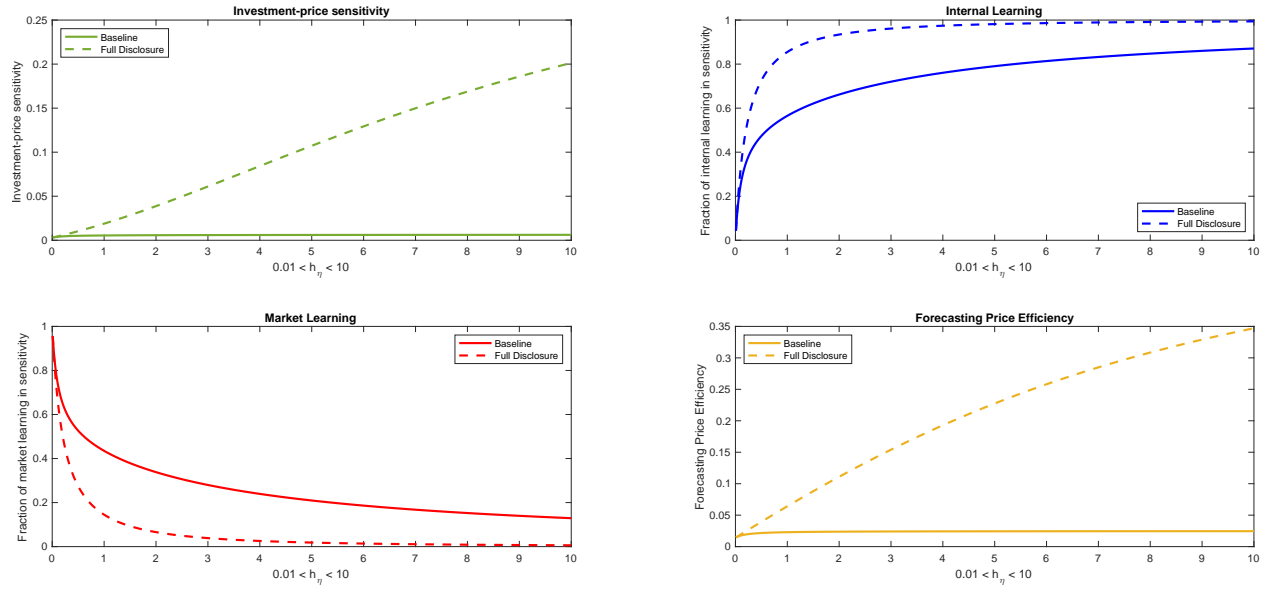 Investment-price sensitivity
Baseline
Full Disclosure
Investment-price sensitivity
0.25
0.2
0.15
0.1
0.05
0
0 1 2 3 4 5 6 7 8 9 10
0.01 < h_η < 10
Internal Learning
Baseline
Full Disclosure
Fraction of internal learning in sensitivity
1
0.8
0.6
0.4
0.2
0
0 1 2 3 4 5 6 7 8 9 10
0.01 < h_η < 10
Market Learning
Baseline
Full Disclosure
Fraction of market learning in sensitivity
1
0.8
0.6
0.4
0.2
0
0 1 2 3 4 5 6 7 8 9 10
0.01 < h_η < 10
Forecasting Price Efficiency
Baseline
Full Disclosure
Forecasting Price Efficiency
0.35
0.3
0.25
0.2
0.15
0.1
0.05
0
0 1 2 3 4 5 6 7 8 9 10
0.01 < h_η < 10